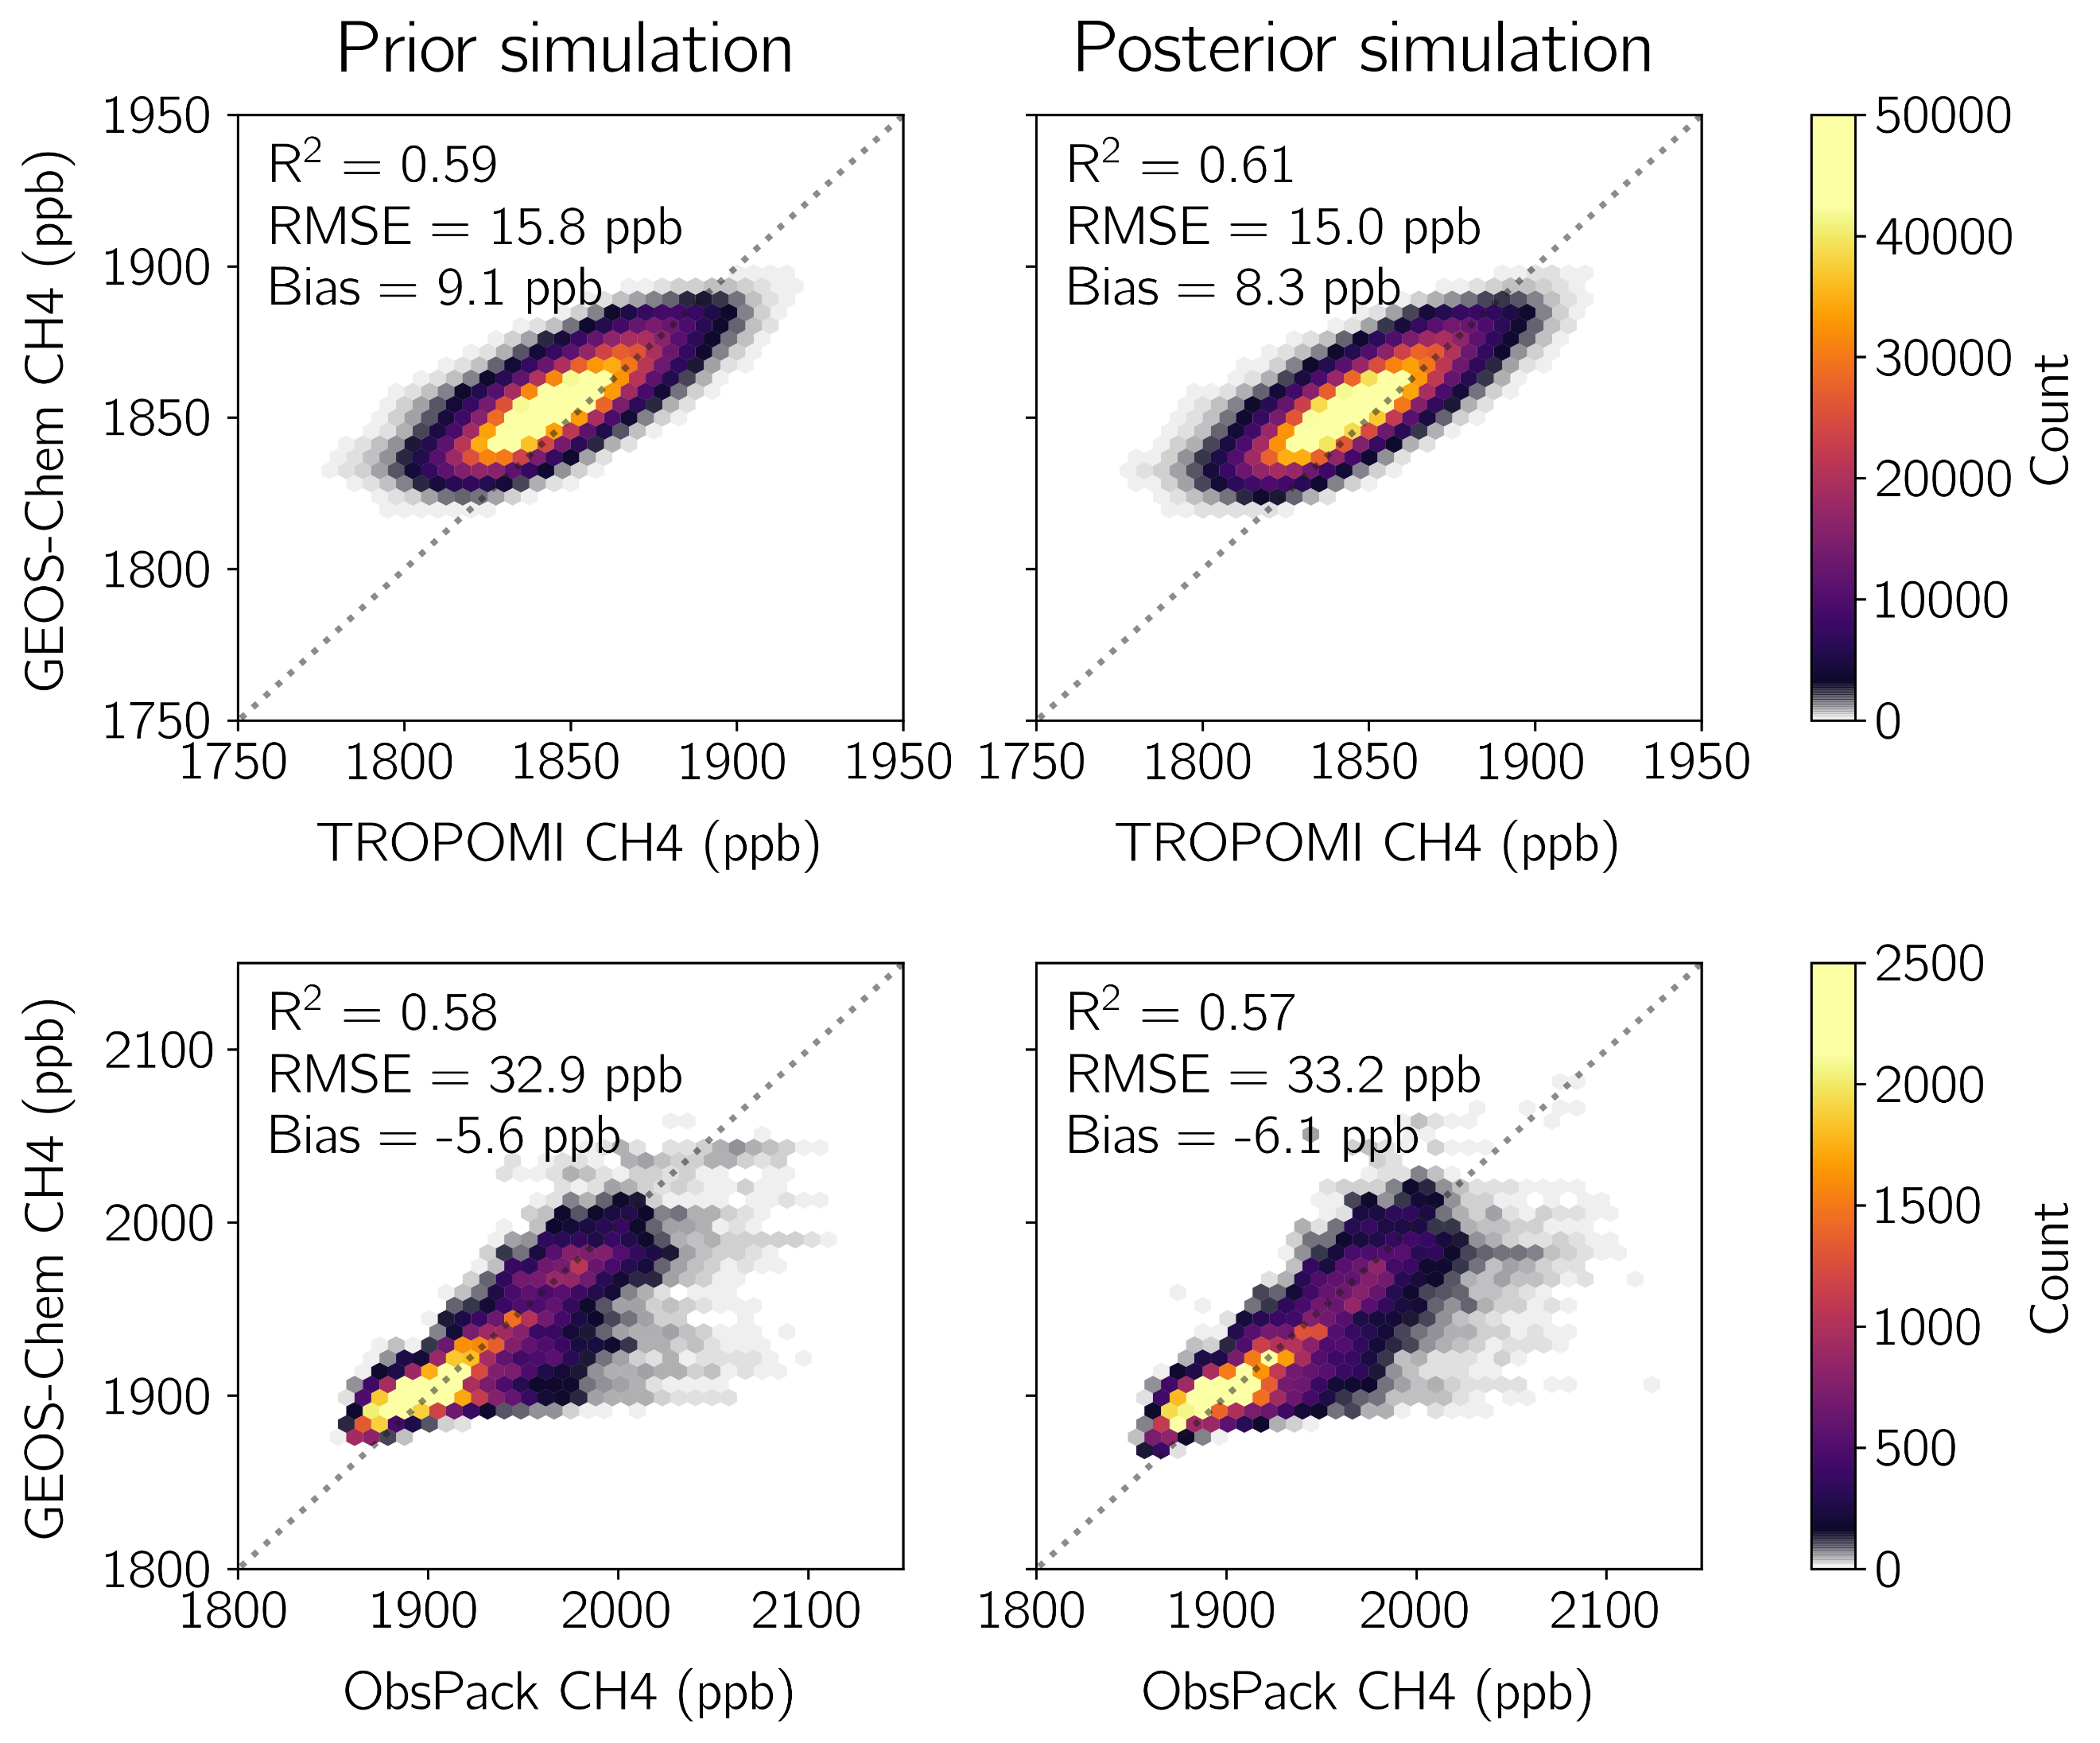 Prior simulation
Posterior simulation
GEOS-Chem CH4 (ppb)
1950
1900
1850
1800
1750
R² = 0.59
RMSE = 15.8 ppb
Bias = 9.1 ppb
1750 1800 1850 1900 1950
TROPOMI CH4 (ppb)
R² = 0.61
RMSE = 15.0 ppb
Bias = 8.3 ppb
1750 1800 1850 1900 1950
TROPOMI CH4 (ppb)
50000
40000
30000
20000
10000
0
Count
GEOS-Chem CH4 (ppb)
2100
2000
1900
1800
R² = 0.58
RMSE = 32.9 ppb
Bias = -5.6 ppb
1800 1900 2000 2100
ObsPack CH4 (ppb)
R² = 0.57
RMSE = 33.2 ppb
Bias = -6.1 ppb
1800 1900 2000 2100
ObsPack CH4 (ppb)
2500
2000
1500
1000
500
0
Count